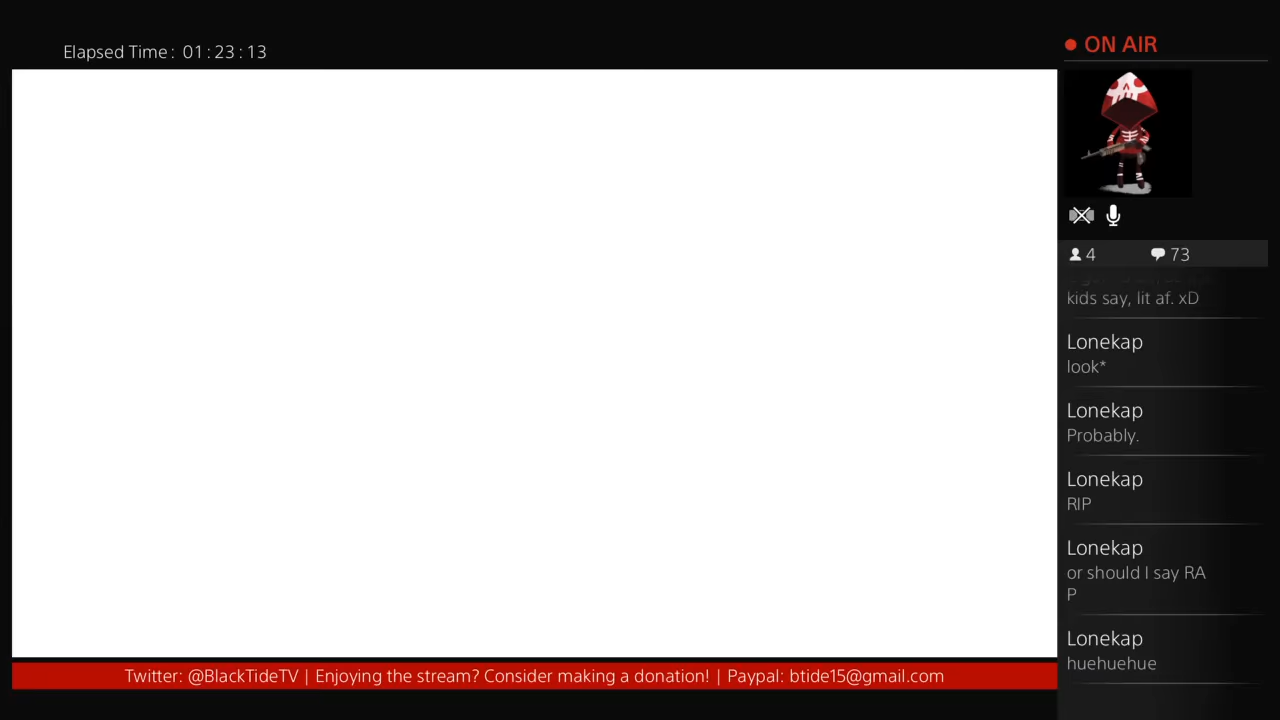 Elapsed Time: 01:23:13
ON AIR
4 73
kids say, lit af. xD
Lonekap
look*
Lonekap
Probably.
Lonekap
RIP
Lonekap
or should I say RA
P
Lonekap
huehuehue
Twitter: @BlackTideTV | Enjoying the stream? Consider making a donation! | Paypal: btide15@gmail.com